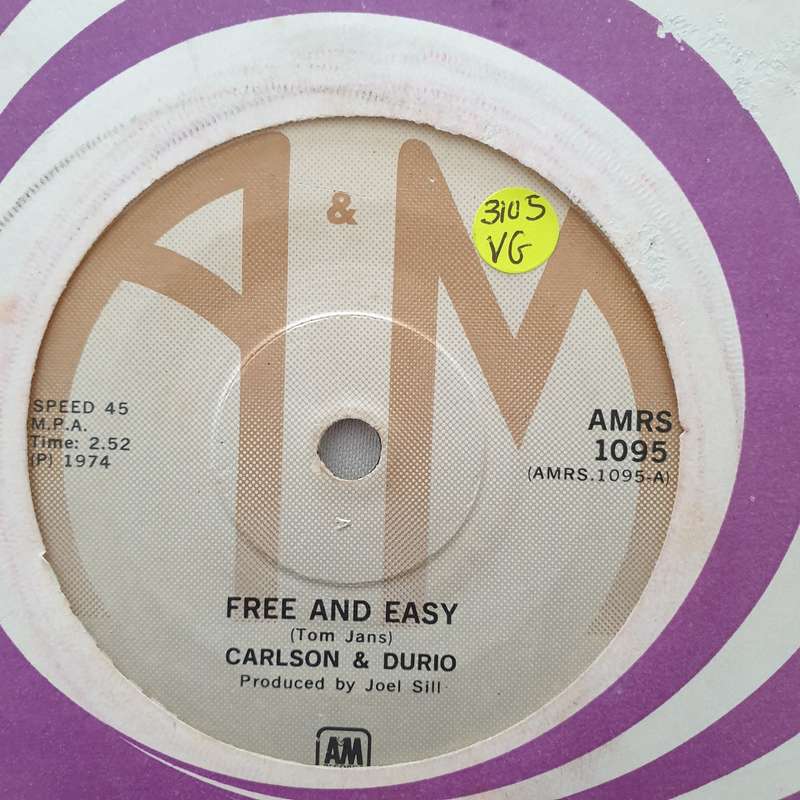 A & M
3105
VG
SPEED 45
M.P.A.
Time: 2.52
(P) 1974
AMRS
1095
(AMRS.1095-A)
>
FREE AND EASY
(Tom Jans)
CARLSON & DURIO
Produced by Joel Sill
AM